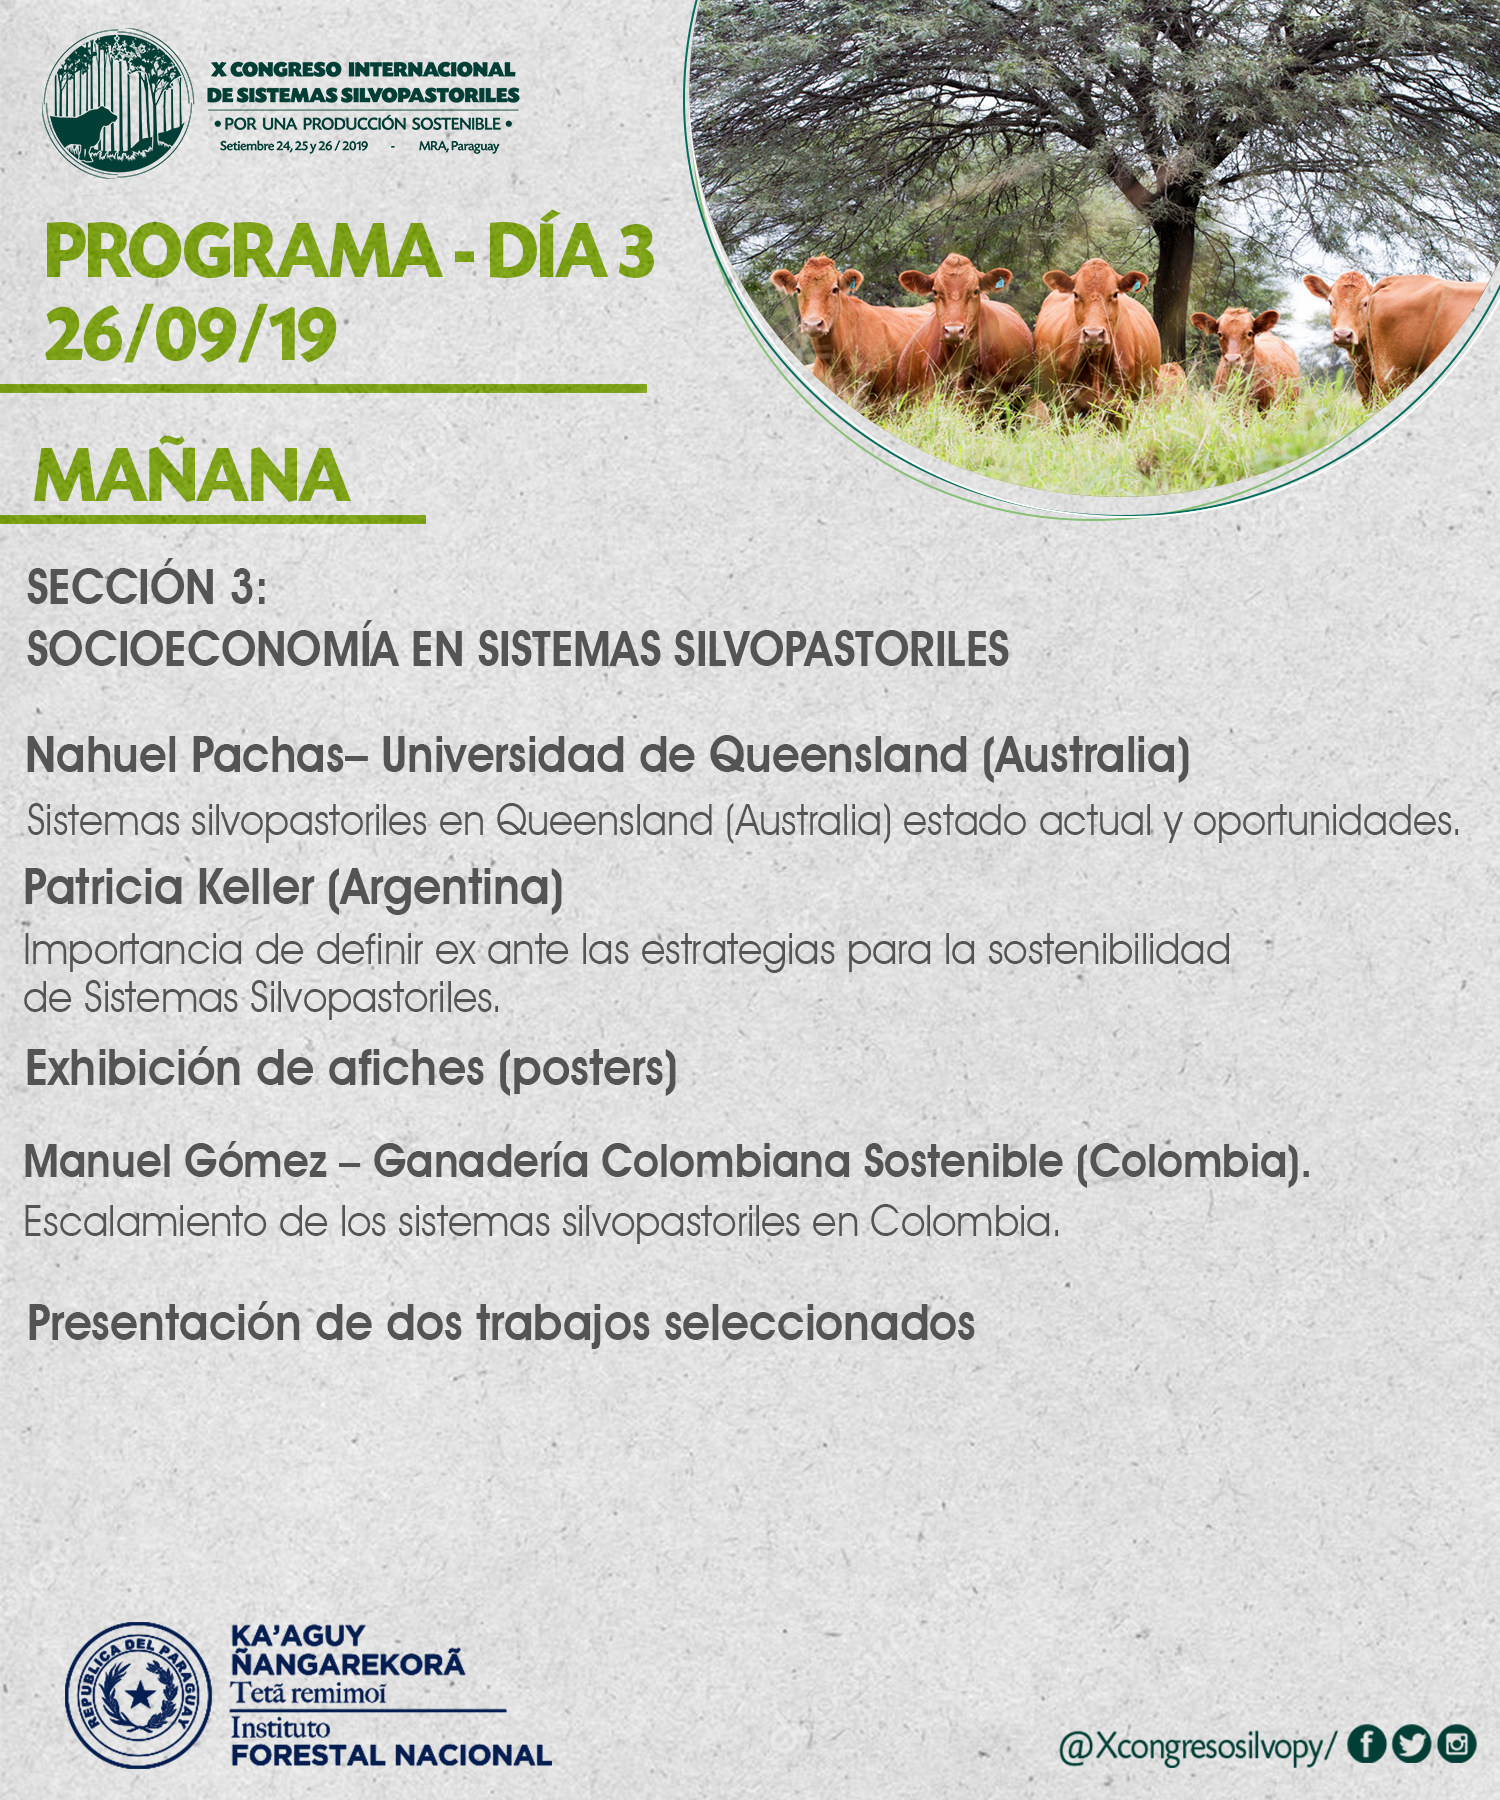 X CONGRESO INTERNACIONAL
DE SISTEMAS SILVOPASTORILES
• POR UNA PRODUCCIÓN SOSTENIBLE •
Setiembre 24, 25 y 26 / 2019 - MRA, Paraguay
PROGRAMA - DÍA 3
26/09/19
MAÑANA
SECCIÓN 3:
SOCIOECONOMÍA EN SISTEMAS SILVOPASTORILES
Nahuel Pachas– Universidad de Queensland (Australia)
Sistemas silvopastoriles en Queensland (Australia) estado actual y oportunidades.
Patricia Keller (Argentina)
Importancia de definir ex ante las estrategias para la sostenibilidad
de Sistemas Silvopastoriles.
Exhibición de afiches (posters)
Manuel Gómez – Ganadería Colombiana Sostenible (Colombia).
Escalamiento de los sistemas silvopastoriles en Colombia.
Presentación de dos trabajos seleccionados
REPUBLICA DEL PARAGUAY
KA'AGUY
ÑANGAREKORÃ
Tetã remimoĩ
Instituto
FORESTAL NACIONAL
@Xcongresosilvopy/